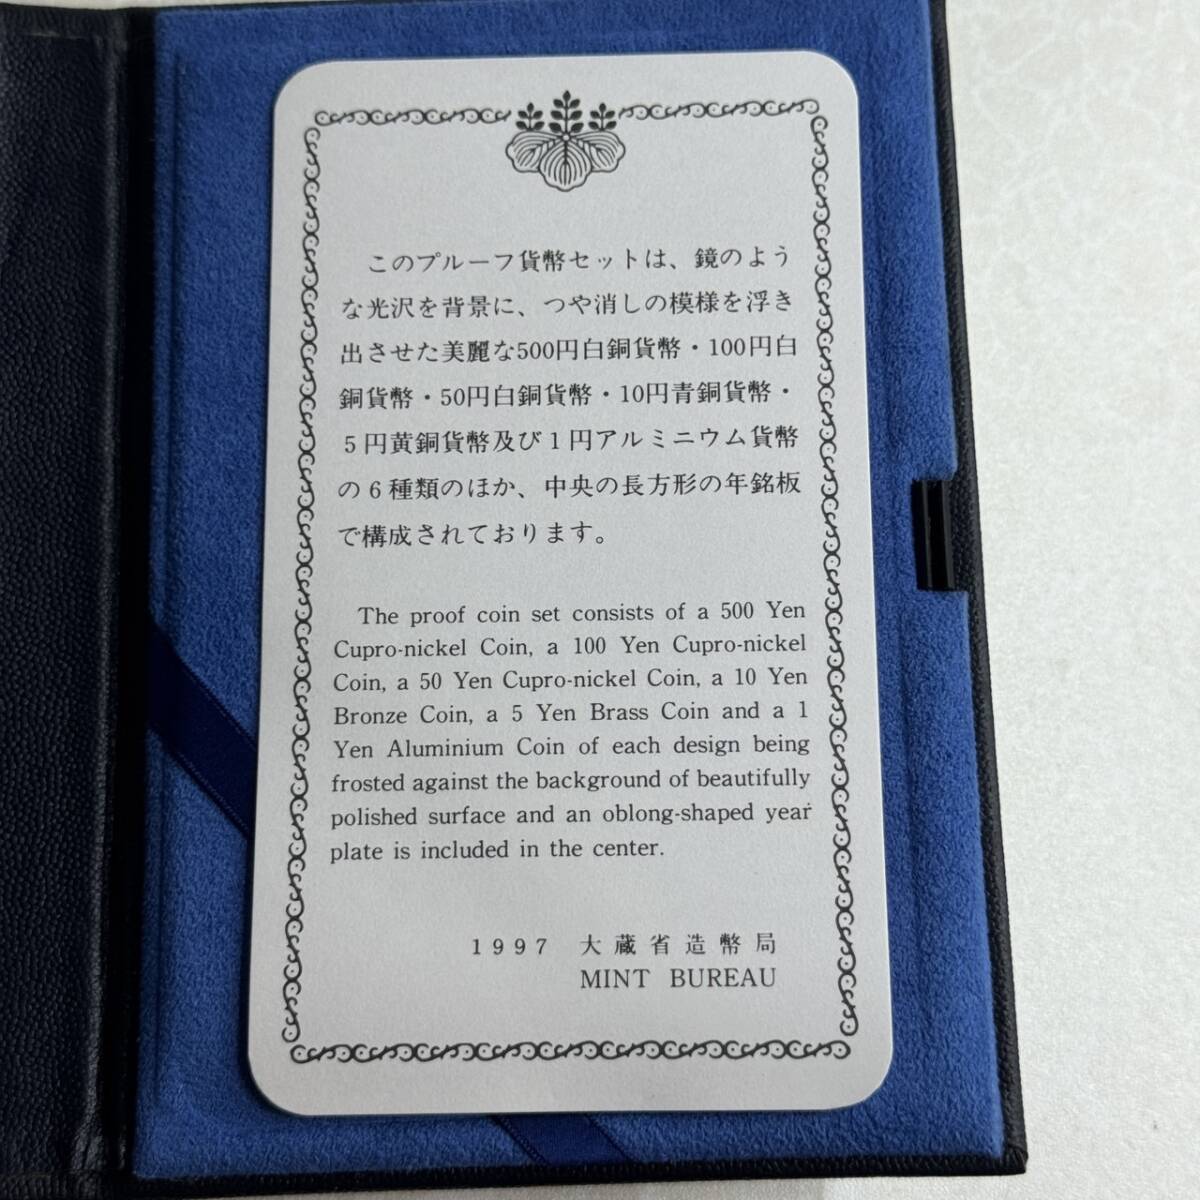 このプルーフ貨幣セットは、鏡のよう
な光沢を背景に、つや消しの模様を浮き
出させた美麗な500円白銅貨幣・100円白
銅貨幣・50円白銅貨幣・10円青銅貨幣・
5円黄銅貨幣及び1円アルミニウム貨幣
の6種類のほか、中央の長方形の年銘板
で構成されております。
The proof coin set consists of a 500 Yen
Cupro-nickel Coin, a 100 Yen Cupro-nickel
Coin, a 50 Yen Cupro-nickel Coin, a 10 Yen
Bronze Coin, a 5 Yen Brass Coin and a 1
Yen Aluminium Coin of each design being
frosted against the background of beautifully
polished surface and an oblong-shaped year
plate is included in the center.
1997 大蔵省造幣局
MINT BUREAU